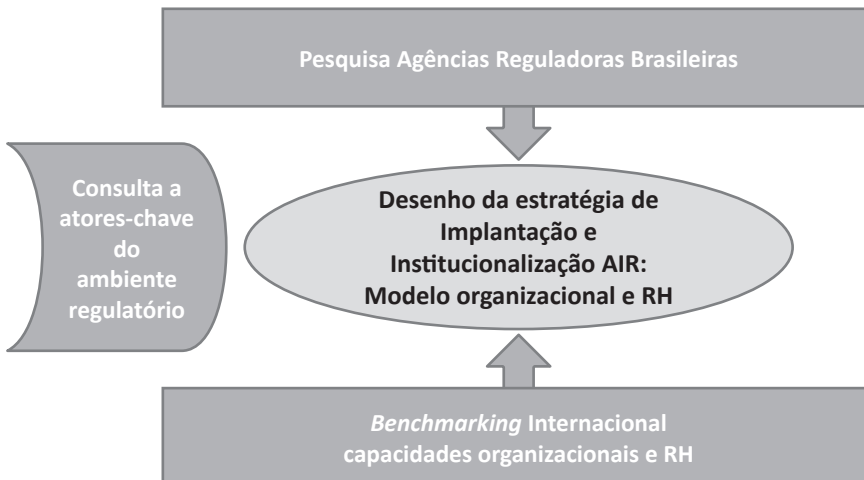 Pesquisa Agências Reguladoras Brasileiras
Consulta a
atores-chave
do
ambiente
regulatório
Desenho da estratégia de
Implantação e
Institucionalização AIR:
Modelo organizacional e RH
Benchmarking Internacional
capacidades organizacionais e RH